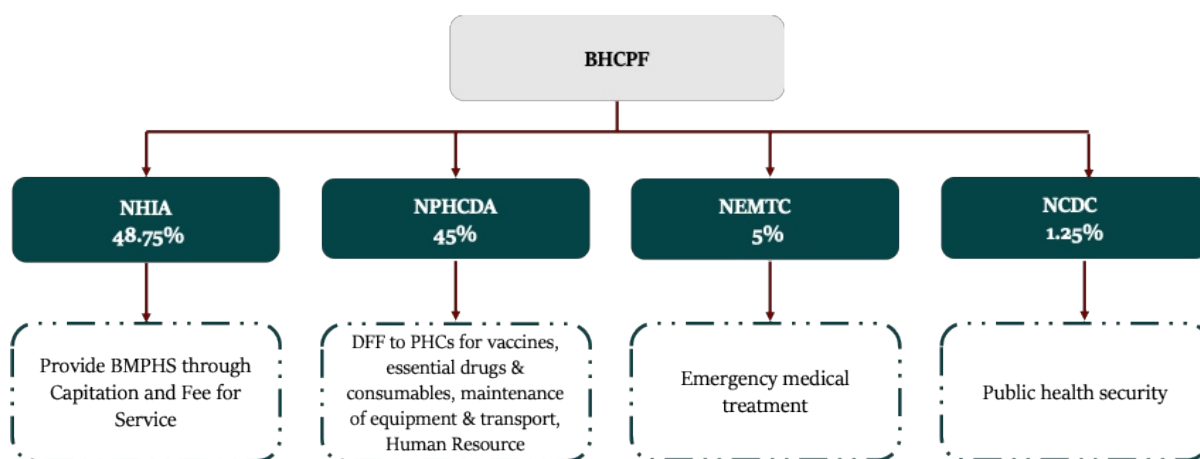 BHCPF
NHIA
48.75%
NPHCDA
45%
NEMTC
5%
NCDC
1.25%
Provide BMPHS through
Capitation and Fee for
Service
DFF to PHCs for vaccines,
essential drugs &
consumables, maintenance
of equipment & transport,
Human Resource
Emergency medical
treatment
Public health security